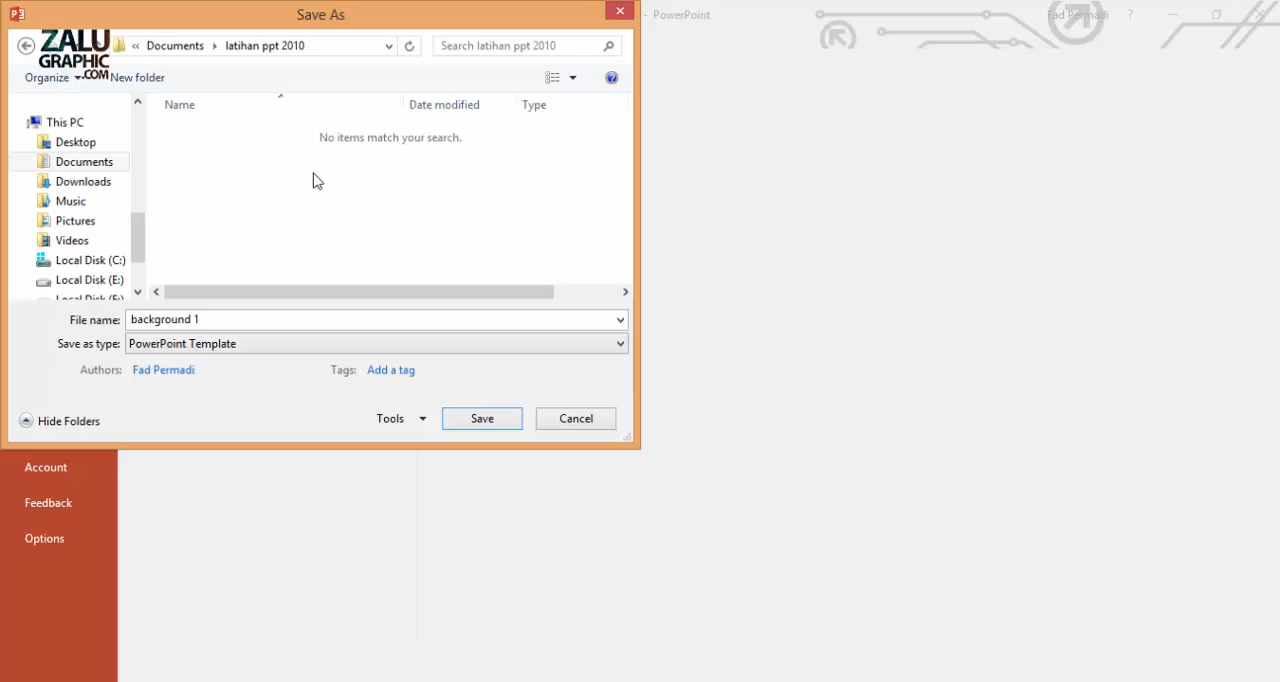 Save As
- PowerPoint
Fad Permadi
?
ZALU
GRAPHIC
.COM
« Documents latihan ppt 2010
Search latihan ppt 2010
Organize
New folder
Name
Date modified
Type
No items match your search.
This PC
Desktop
Documents
Downloads
Music
Pictures
Videos
Local Disk (C:)
Local Disk (E:)
Local Disk (F:)
File name: background 1
Save as type: PowerPoint Template
Authors: Fad Permadi
Tags: Add a tag
Hide Folders
Tools
Save
Cancel
Account
Feedback
Options